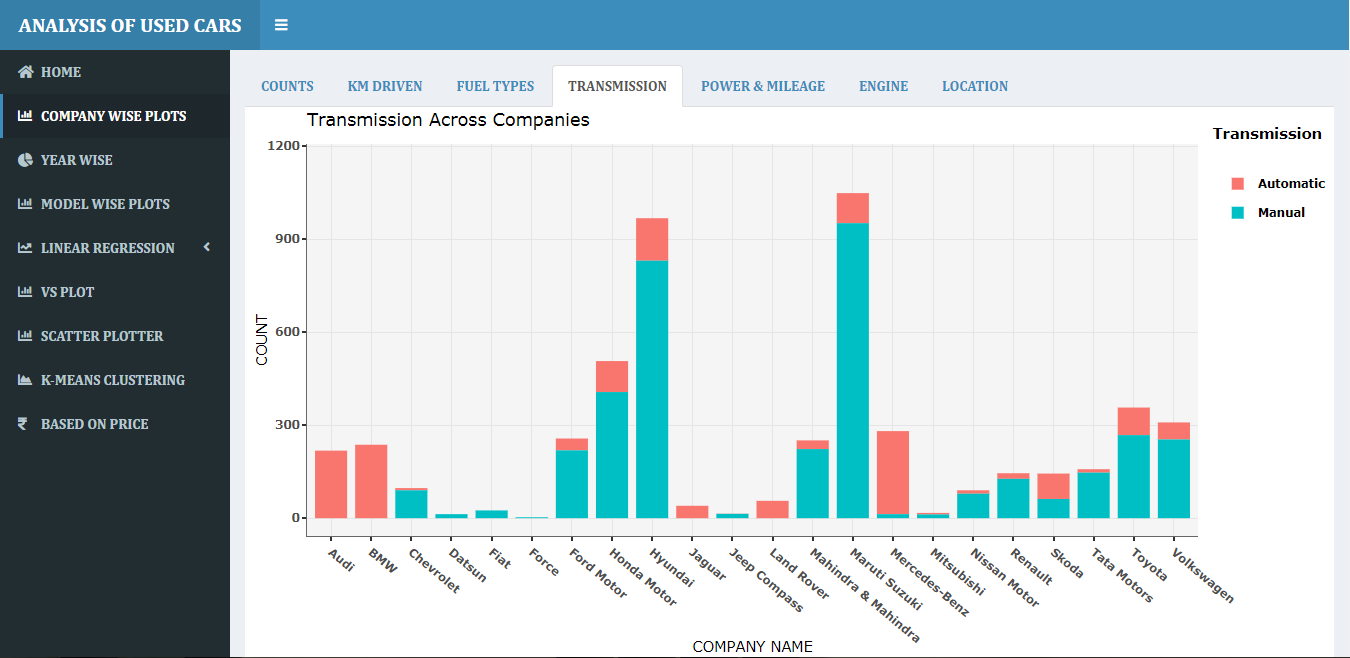 ANALYSIS OF USED CARS
HOME
COMPANY WISE PLOTS
YEAR WISE
MODEL WISE PLOTS
LINEAR REGRESSION
VS PLOT
SCATTER PLOTTER
K-MEANS CLUSTERING
₹ BASED ON PRICE
COUNTS KM DRIVEN FUEL TYPES TRANSMISSION POWER & MILEAGE ENGINE LOCATION
Transmission Across Companies
Transmission
Automatic
Manual
1200
900
600
300
0
COUNT
Audi
BMW
Chevrolet
Datsun
Fiat
Force
Ford Motor
Honda Motor
Hyundai
Jaguar
Jeep Compass
Land Rover
Mahindra & Mahindra
Maruti Suzuki
Mercedes-Benz
Mitsubishi
Nissan Motor
Renault
Skoda
Tata Motors
Toyota
Volkswagen
COMPANY NAME